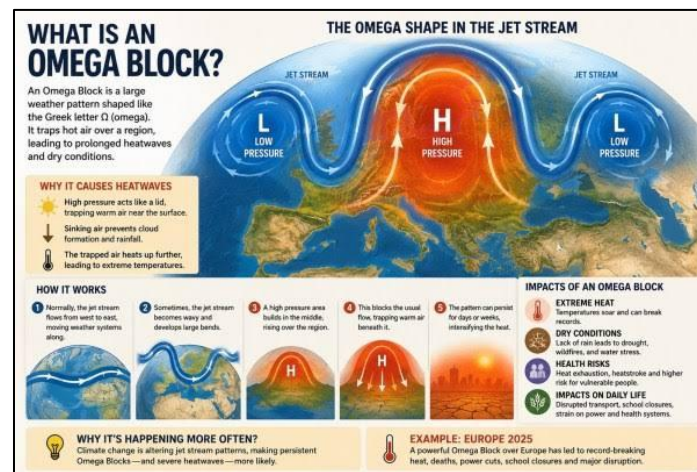 WHAT IS AN
OMEGA BLOCK?
An Omega Block is a large
weather pattern shaped like
the Greek letter Ω (omega).
It traps hot air over a region,
leading to prolonged heatwaves
and dry conditions.
THE OMEGA SHAPE IN THE JET STREAM
JET STREAM
JET STREAM
L
LOW
PRESSURE
H
HIGH
PRESSURE
L
LOW
PRESSURE
WHY IT CAUSES HEATWAVES
High pressure acts like a lid,
trapping warm air near the surface.
Sinking air prevents cloud
formation and rainfall.
The trapped air heats up further,
leading to extreme temperatures.
HOW IT WORKS
1 Normally, the jet stream
flows from west to east,
moving weather systems
along.
2 Sometimes, the jet stream
becomes wavy and
develops large bends.
3 A high pressure area
builds in the middle,
rising over the region.
H
4 This blocks the usual
flow, trapping warm air
beneath it.
H
5 The pattern can persist
for days or weeks,
intensifying the heat.
IMPACTS OF AN OMEGA BLOCK
EXTREME HEAT
Temperatures soar and can break
records.
DRY CONDITIONS
Lack of rain leads to drought,
wildfires, and water stress.
HEALTH RISKS
Heat exhaustion, heatstroke and higher
risk for vulnerable people.
IMPACTS ON DAILY LIFE
Disrupted transport, school closures,
strain on power and health systems.
WHY IT'S HAPPENING MORE OFTEN?
Climate change is altering jet stream patterns, making persistent
Omega Blocks—and severe heatwaves—more likely.
EXAMPLE: EUROPE 2025
A powerful Omega Block over Europe has led to record-breaking
heat, deaths, power cuts, school closures and major disruption.